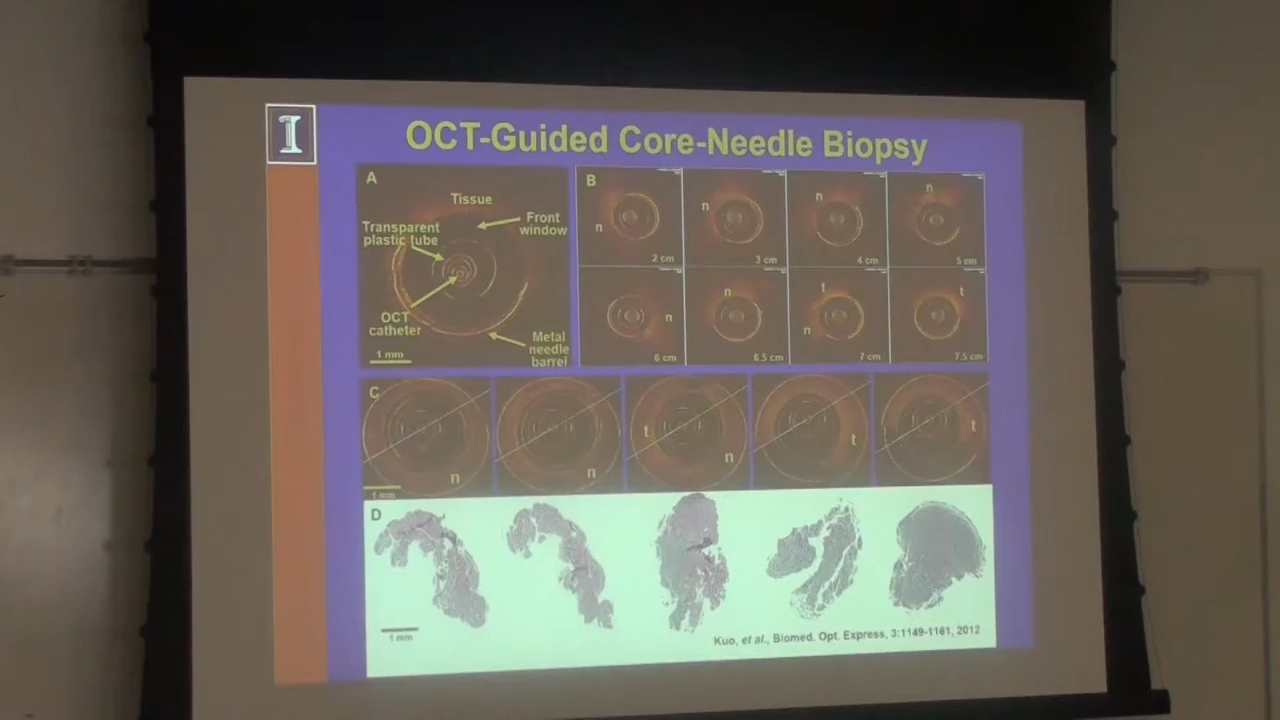 I
OCT-Guided Core-Needle Biopsy
A
Tissue
Transparent
plastic tube
Front
window
OCT
catheter
Metal
needle
barrel
1 mm
B
n
2 cm
n
3 cm
n
4 cm
n
5 cm
n
6 cm
n
6.5 cm
t
n
7 cm
t
7.5 cm
C
n
1 mm
n
t
n
t
t
D
1 mm
Kuo, et al., Biomed. Opt. Express, 3:1149-1161, 2012